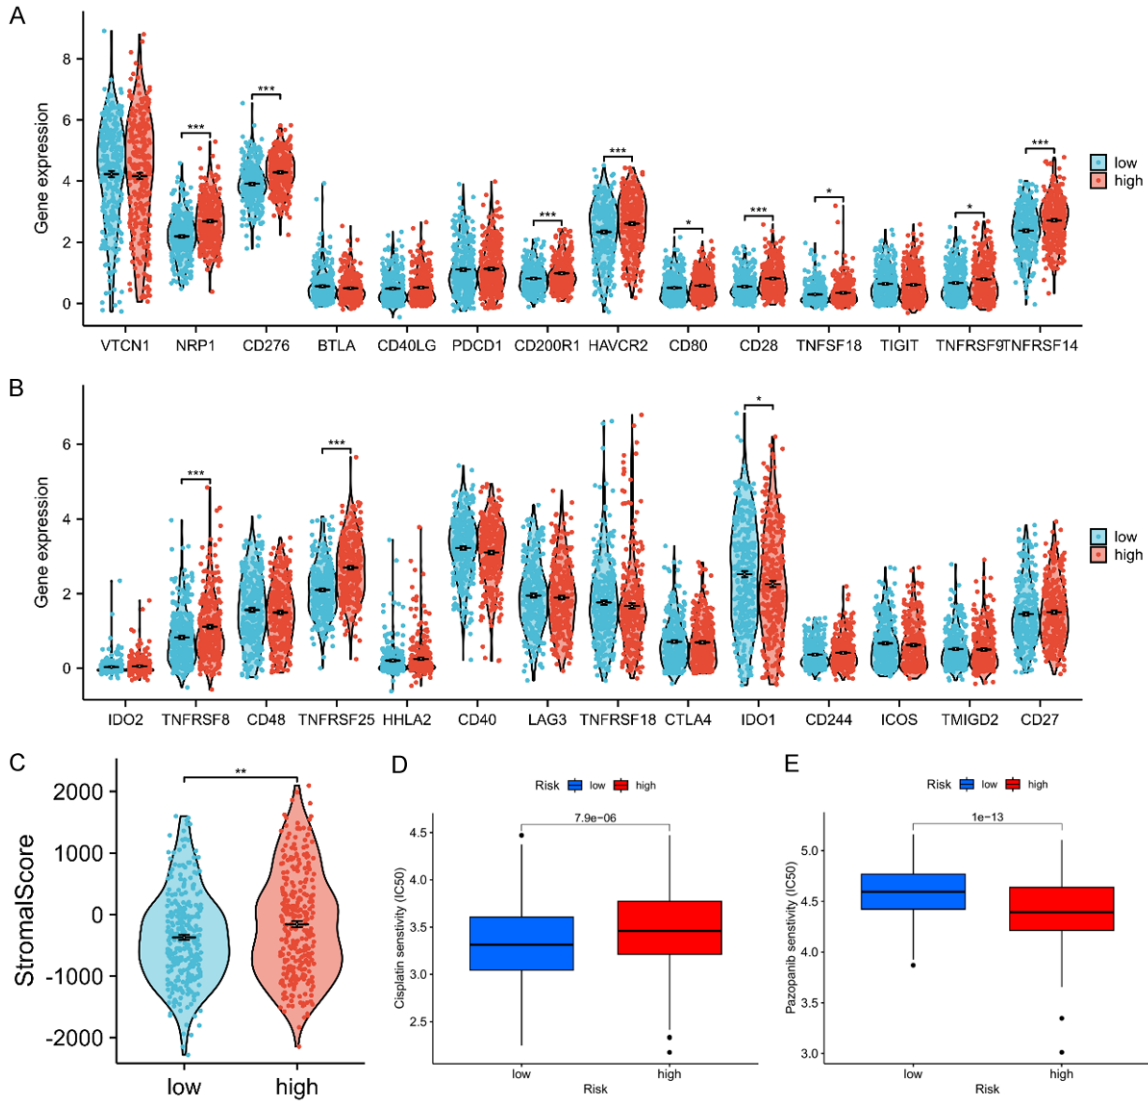 A
Gene expression
8
6
4
2
0
***
***
***
***
*
***
*
*
***
low
high
VTCN1 NRP1 CD276 BTLA CD40LG PDCD1 CD200R1 HAVCR2 CD80 CD28 TNFSF18 TIGIT TNFRSF9 TNFRSF14
B
Gene expression
6
4
2
0
***
***
*
low
high
IDO2 TNFRSF8 CD48 TNFRSF25 HHLA2 CD40 LAG3 TNFRSF18 CTLA4 IDO1 CD244 ICOS TMIGD2 CD27
C
StromalScore
2000
1000
0
-1000
-2000
**
low high
D
Risk low high
Cisplatin senstivity (IC50)
4.5
4.0
3.5
3.0
2.5
7.9e-06
low high
Risk
E
Risk low high
Pazopanib senstivity (IC50)
5.0
4.5
4.0
3.5
3.0
1e-13
low high
Risk